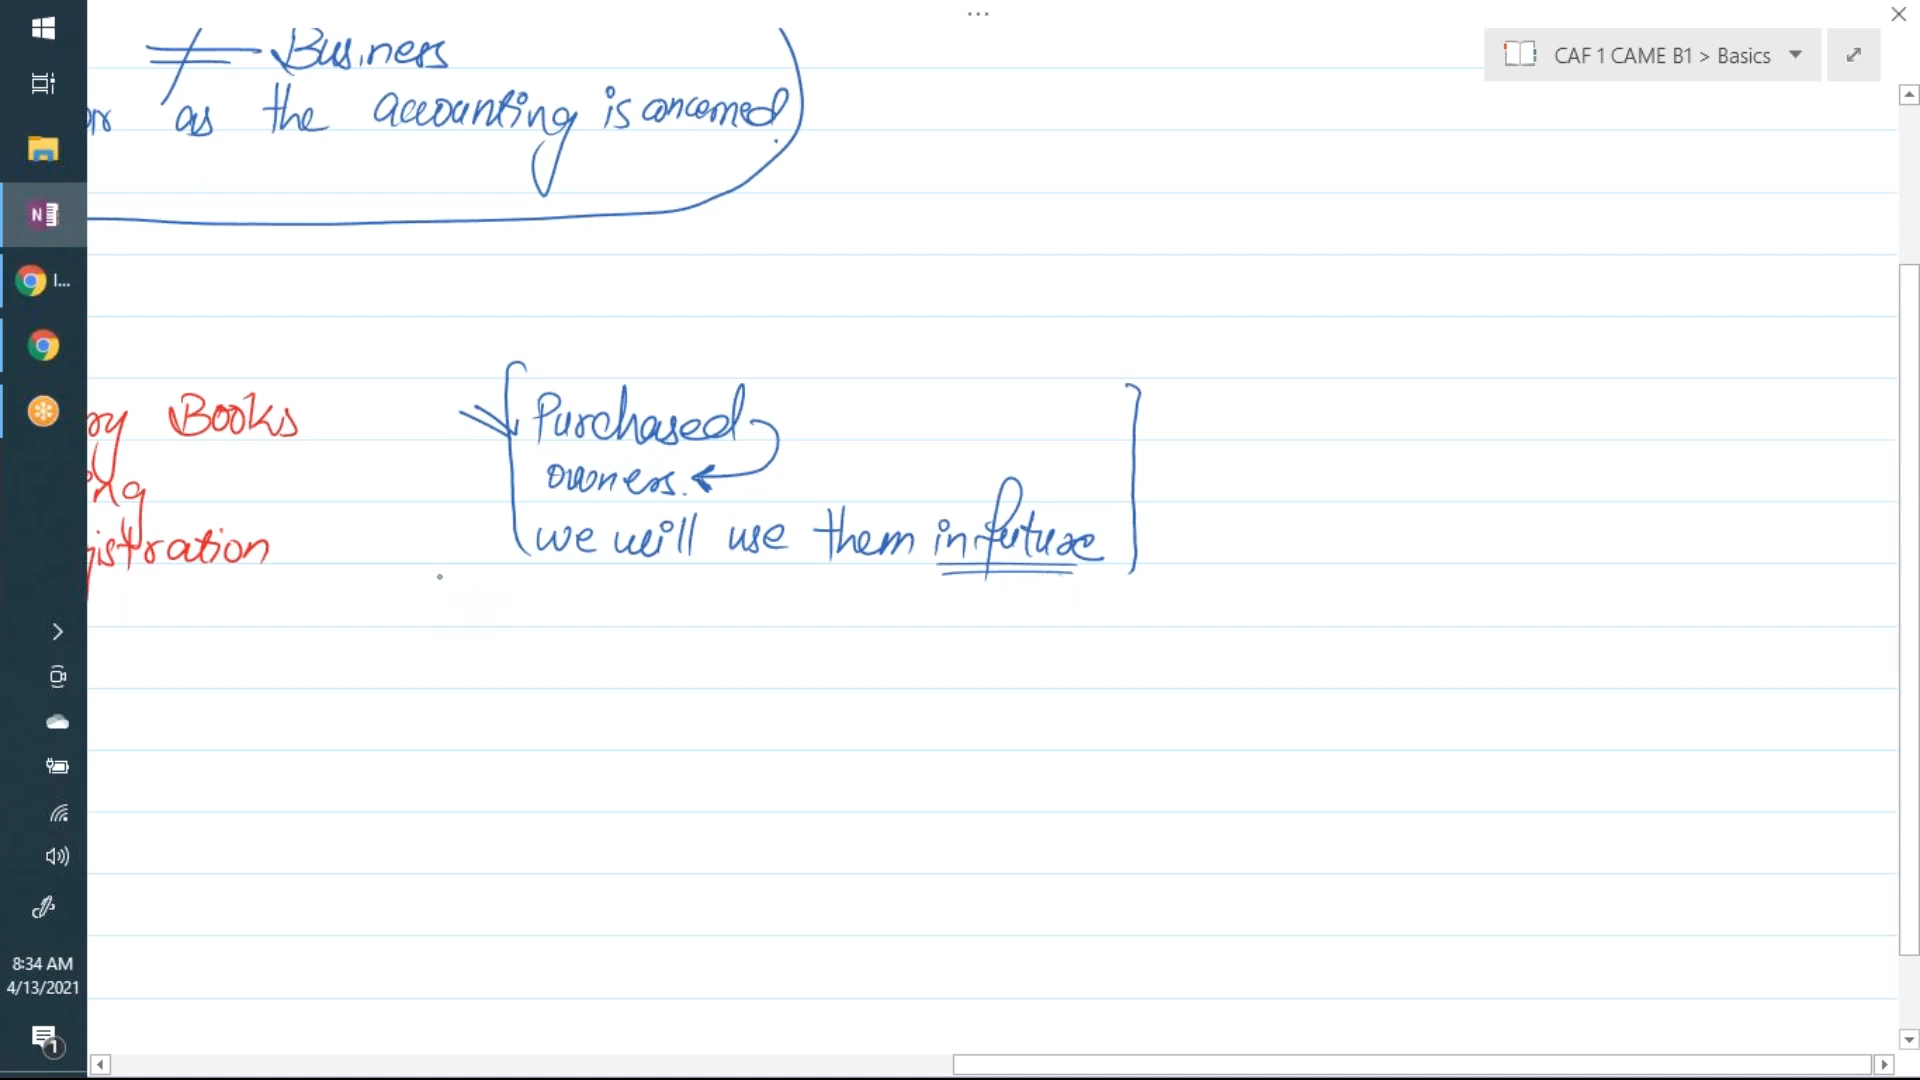 CAF 1 CAME B1 > Basics
≠ Business
as the accounting is concerned.
Books
Purchased
owners.
we will use them in future
8:34 AM
4/13/2021
1
N
I...